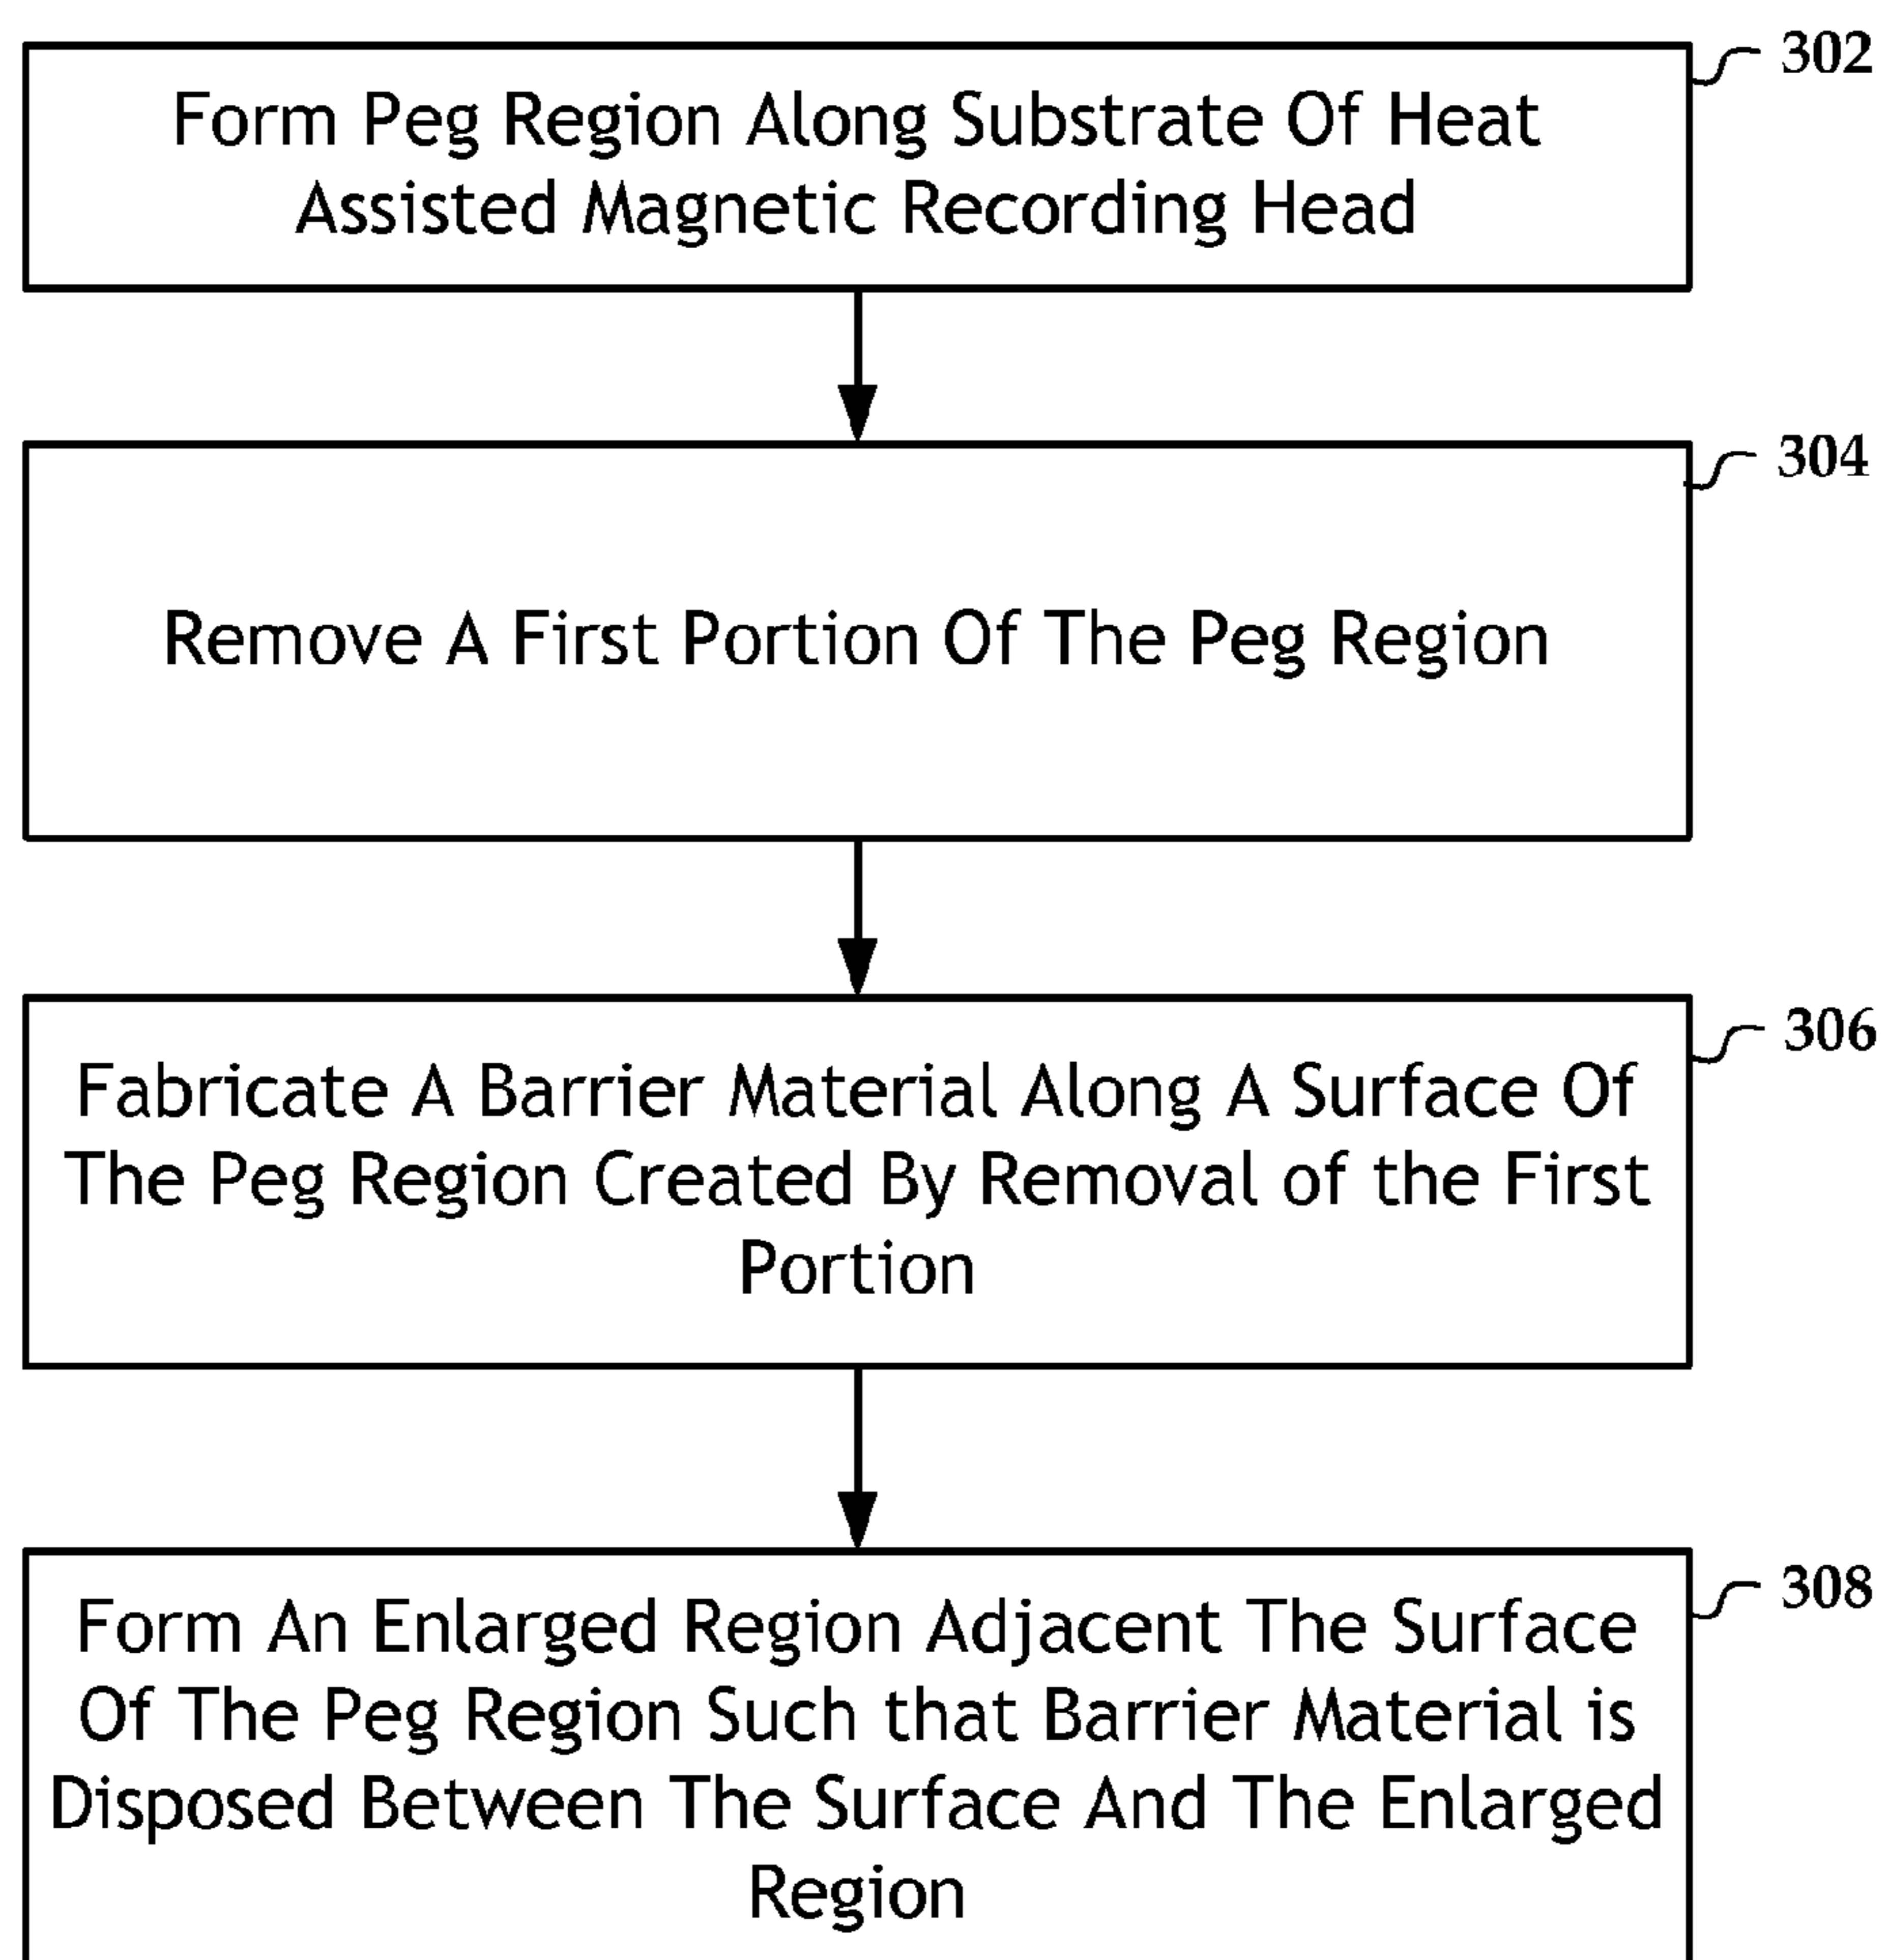 302
Form Peg Region Along Substrate Of Heat
Assisted Magnetic Recording Head
304
Remove A First Portion Of The Peg Region
306
Fabricate A Barrier Material Along A Surface Of
The Peg Region Created By Removal of the First
Portion
308
Form An Enlarged Region Adjacent The Surface
Of The Peg Region Such that Barrier Material is
Disposed Between The Surface And The Enlarged
Region